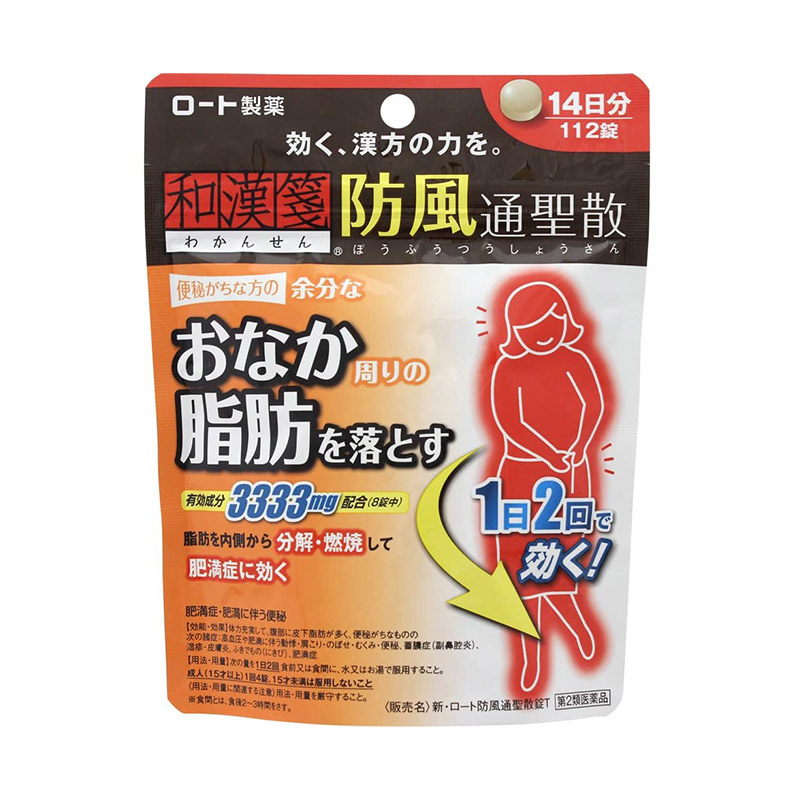 ロート製薬
14日分
112錠
効く、漢方の力を。
和漢箋
わかんせん
防風通聖散
®ぼうふうつうしょうさん
便秘がちな方の 余分な
おなか周りの
脂肪を落とす
有効成分 3333mg 配合(8錠中)
脂肪を内側から 分解・燃焼して
肥満症に効く
1日2回で
効く!
肥満症・肥満に伴う便秘
【効能・効果】体力充実して、腹部に皮下脂肪が多く、便秘がちなものの
次の諸症:高血圧や肥満に伴う動悸・肩こり・のぼせ・むくみ・便秘、蓄膿症(副鼻腔炎)、
湿疹・皮膚炎、ふきでもの(にきび)、肥満症
【用法・用量】次の量を1日2回食前又は食間に、水又はお湯で服用すること。
成人(15才以上)1回4錠、15才未満は服用しないこと
〈用法・用量に関連する注意〉用法・用量を厳守すること。
※食間とは、食後2〜3時間をさす。
〈販売名〉新・ロート防風通聖散錠T
第2類医薬品